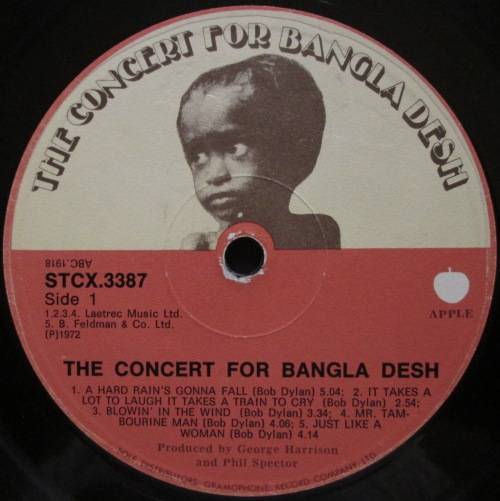 THE CONCERT FOR BANGLA DESH
ABC.1918
STCX.3387
Side 1
1.2.3.4. Laetrec Music Ltd.
5. B. Feldman & Co. Ltd.
(P)1972
APPLE
THE CONCERT FOR BANGLA DESH
1. A HARD RAIN'S GONNA FALL (Bob Dylan) 5.04; 2. IT TAKES A
LOT TO LAUGH IT TAKES A TRAIN TO CRY (Bob Dylan) 2.54;
3. BLOWIN' IN THE WIND (Bob Dylan) 3.34; 4. MR. TAM-
BOURINE MAN (Bob Dylan) 4.06; 5. JUST LIKE A
WOMAN (Bob Dylan) 4.14
Produced by George Harrison
and Phil Spector
SOLE DISTRIBUTORS, GRAMOPHONE RECORD COMPANY LTD.